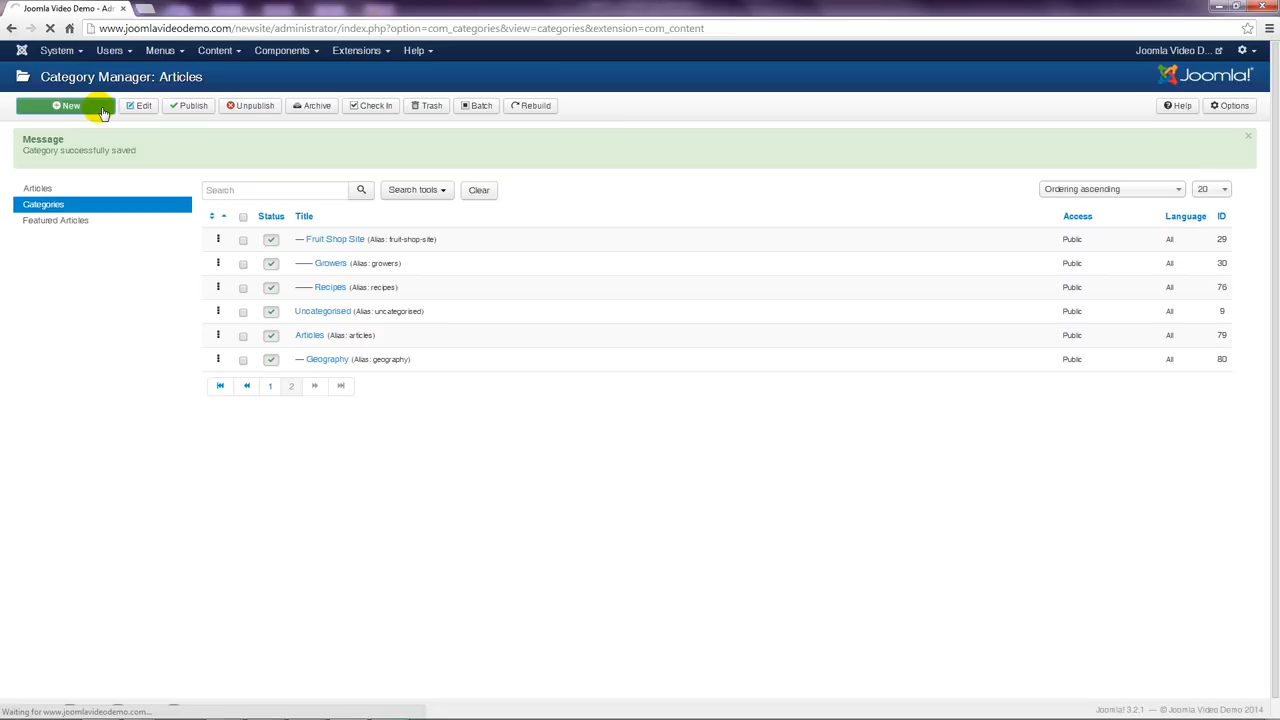 Joomla Video Demo - Adr
www.joomlavideodemo.com/newsite/administrator/index.php?option=com_categories&view=categories&extension=com_content
System Users Menus Content Components Extensions Help Joomla Video D...
Category Manager: Articles Joomla!
New Edit Publish Unpublish Archive Check In Trash Batch Rebuild Help Options
Message
Category successfully saved
Articles
Categories
Featured Articles
Search Search tools Clear Ordering ascending 20
Status Title Access Language ID
— Fruit Shop Site (Alias: fruit-shop-site) Public All 29
—— Growers (Alias: growers) Public All 30
—— Recipes (Alias: recipes) Public All 76
Uncategorised (Alias: uncategorised) Public All 9
Articles (Alias: articles) Public All 79
— Geography (Alias: geography) Public All 80
1 2
Waiting for www.joomlavideodemo.com...
Joomla! 3.2.1 — © Joomla Video Demo 2014